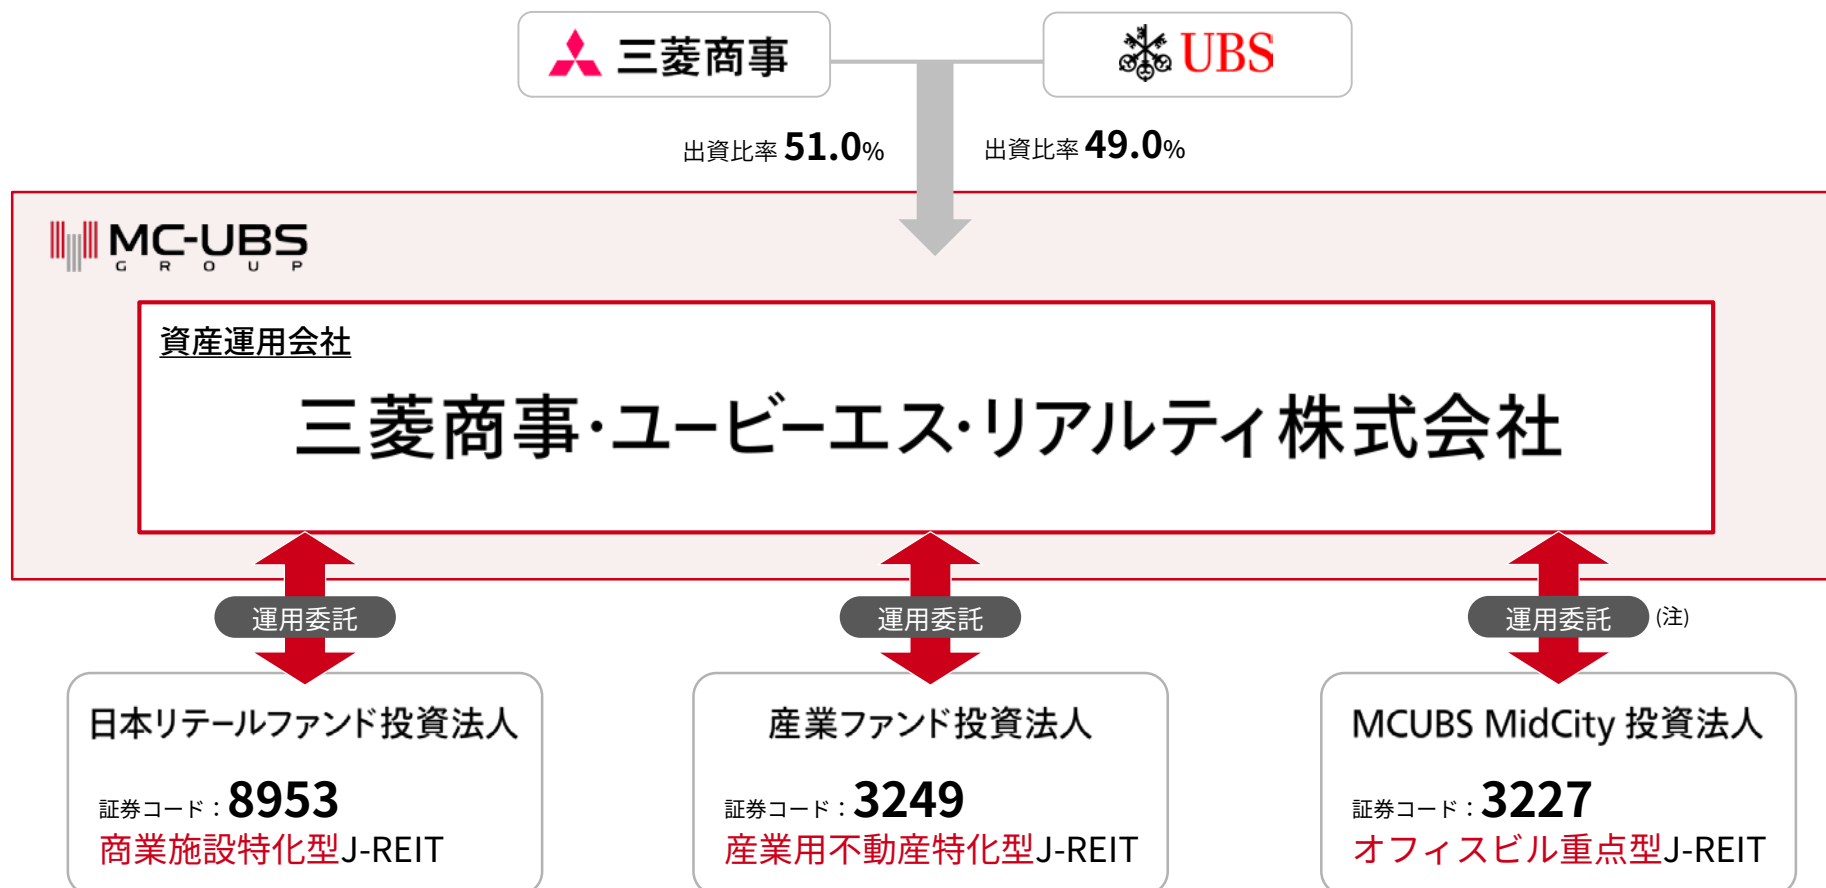 三菱商事
UBS
出資比率 51.0%
出資比率 49.0%
MC-UBS
GROUP
資産運用会社
三菱商事・ユービーエス・リアルティ株式会社
運用委託
運用委託
運用委託 (注)
日本リテールファンド投資法人
証券コード：8953
商業施設特化型J-REIT
産業ファンド投資法人
証券コード：3249
産業用不動産特化型J-REIT
MCUBS MidCity 投資法人
証券コード：3227
オフィスビル重点型J-REIT